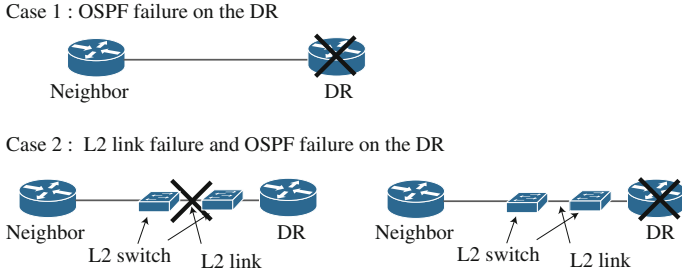 Case 1 : OSPF failure on the DR
Neighbor
DR
Case 2 : L2 link failure and OSPF failure on the DR
Neighbor
L2 switch
L2 link
DR
Neighbor
L2 switch
L2 link
DR